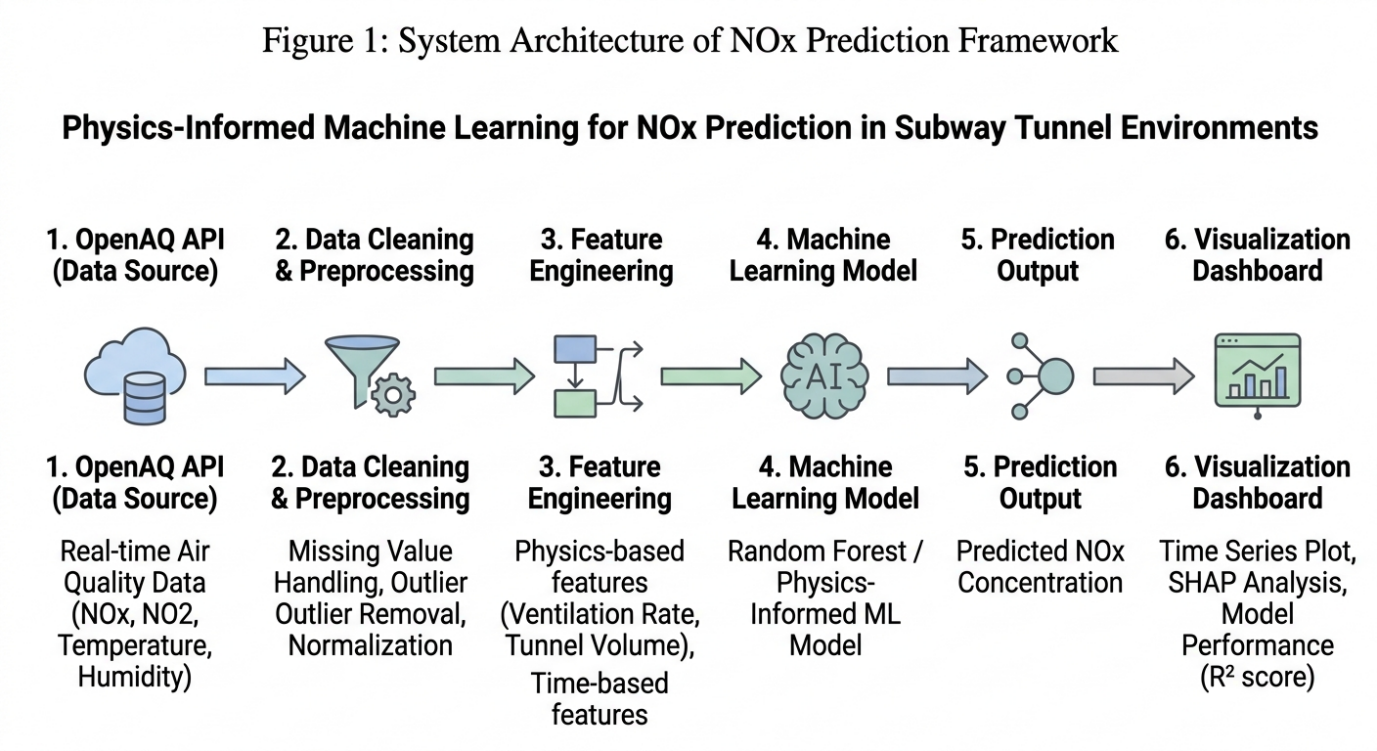 Figure 1: System Architecture of NOx Prediction Framework
Physics-Informed Machine Learning for NOx Prediction in Subway Tunnel Environments
1. OpenAQ API
(Data Source)
2. Data Cleaning
& Preprocessing
3. Feature
Engineering
4. Machine
Learning Model
5. Prediction
Output
6. Visualization
Dashboard
AI
1. OpenAQ API
(Data Source)
Real-time Air
Quality Data
(NOx, NO2,
Temperature,
Humidity)
2. Data Cleaning
& Preprocessing
Missing Value
Handling, Outlier
Outlier Removal,
Normalization
3. Feature
Engineering
Physics-based
features
(Ventilation Rate,
Tunnel Volume),
Time-based
features
4. Machine
Learning Model
Random Forest /
Physics-
Informed ML
Model
5. Prediction
Output
Predicted NOx
Concentration
6. Visualization
Dashboard
Time Series Plot,
SHAP Analysis,
Model
Performance
(R² score)